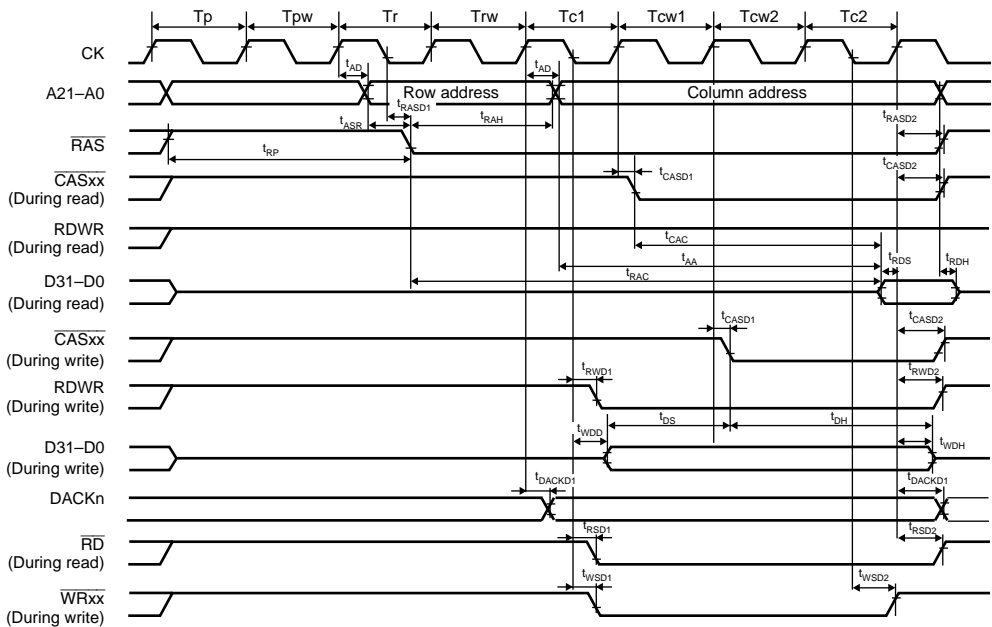 Tp Tpw Tr Trw Tc1 Tcw1 Tcw2 Tc2
CK
tAD tAD
A21–A0 Row address Column address
tRASD1
tASR tRAH tRASD2
RAS
tRP
tCASD2
CASxx tCASD1
(During read)
RDWR
(During read) tCAC
tAA tRDS tRDH
tRAC
D31–D0
(During read)
tCASD1 tCASD2
CASxx
(During write)
tRWD1 tRWD2
RDWR
(During write)
tDS tDH
tWDD tWDH
D31–D0
(During write)
tDACKD1 tDACKD1
DACKn
tRSD1 tRSD2
RD
(During read)
tWSD1 tWSD2
WRxx
(During write)